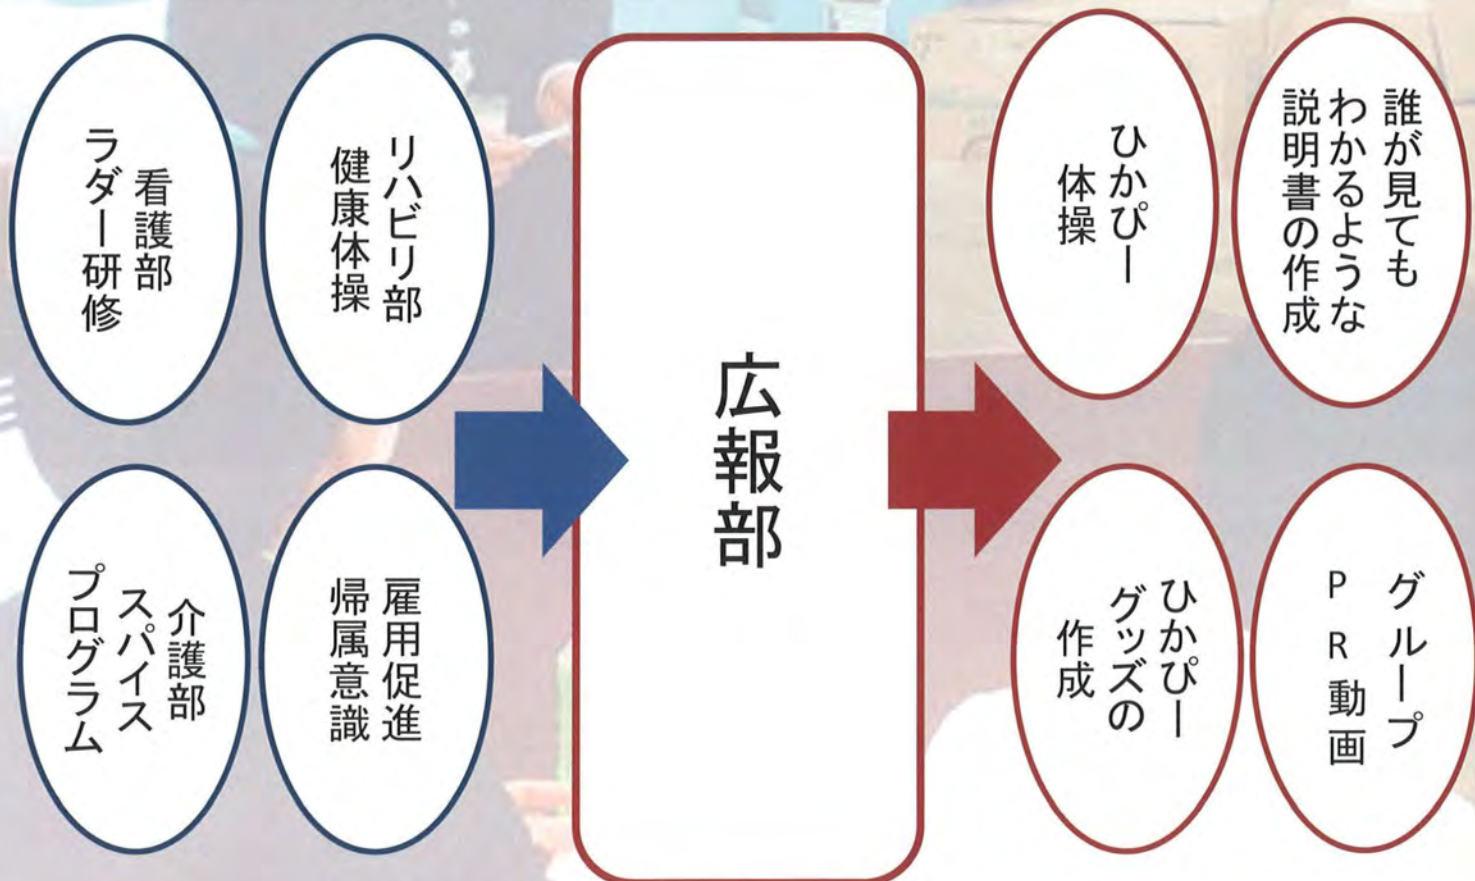 看護部
ラダー研修
リハビリ部
健康体操
介護部
スパイス
プログラム
雇用促進
帰属意識
広報部
ひかぴー
体操
誰が見ても
わかるような
説明書の作成
ひかぴー
グッズの
作成
グループ
PR動画